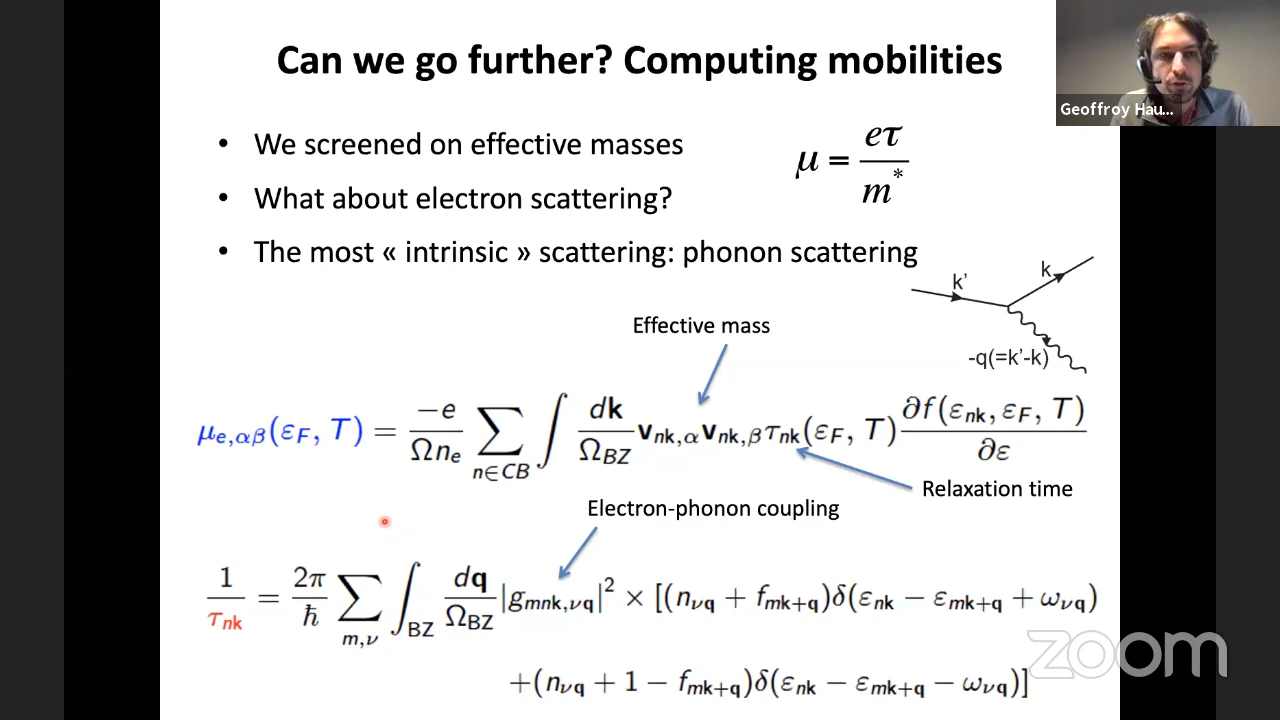 Can we go further? Computing mobilities
Geoffroy Hau...
• We screened on effective masses
μ = eτ / m*
• What about electron scattering?
• The most « intrinsic » scattering: phonon scattering
k'
k
-q(=k'-k)
Effective mass
μe,αβ(εF, T) = −e/Ωne ∑n∈CB ∫ dk/ΩBZ vnk,α vnk,β τnk(εF, T) ∂f(εnk, εF, T)/∂ε
Relaxation time
Electron-phonon coupling
1/τnk = 2π/ħ ∑m,ν ∫BZ dq/ΩBZ |gmnk,νq|² × [(nνq + fmk+q)δ(εnk − εmk+q + ωνq)
+(nνq + 1 − fmk+q)δ(εnk − εmk+q − ωνq)]
zoom